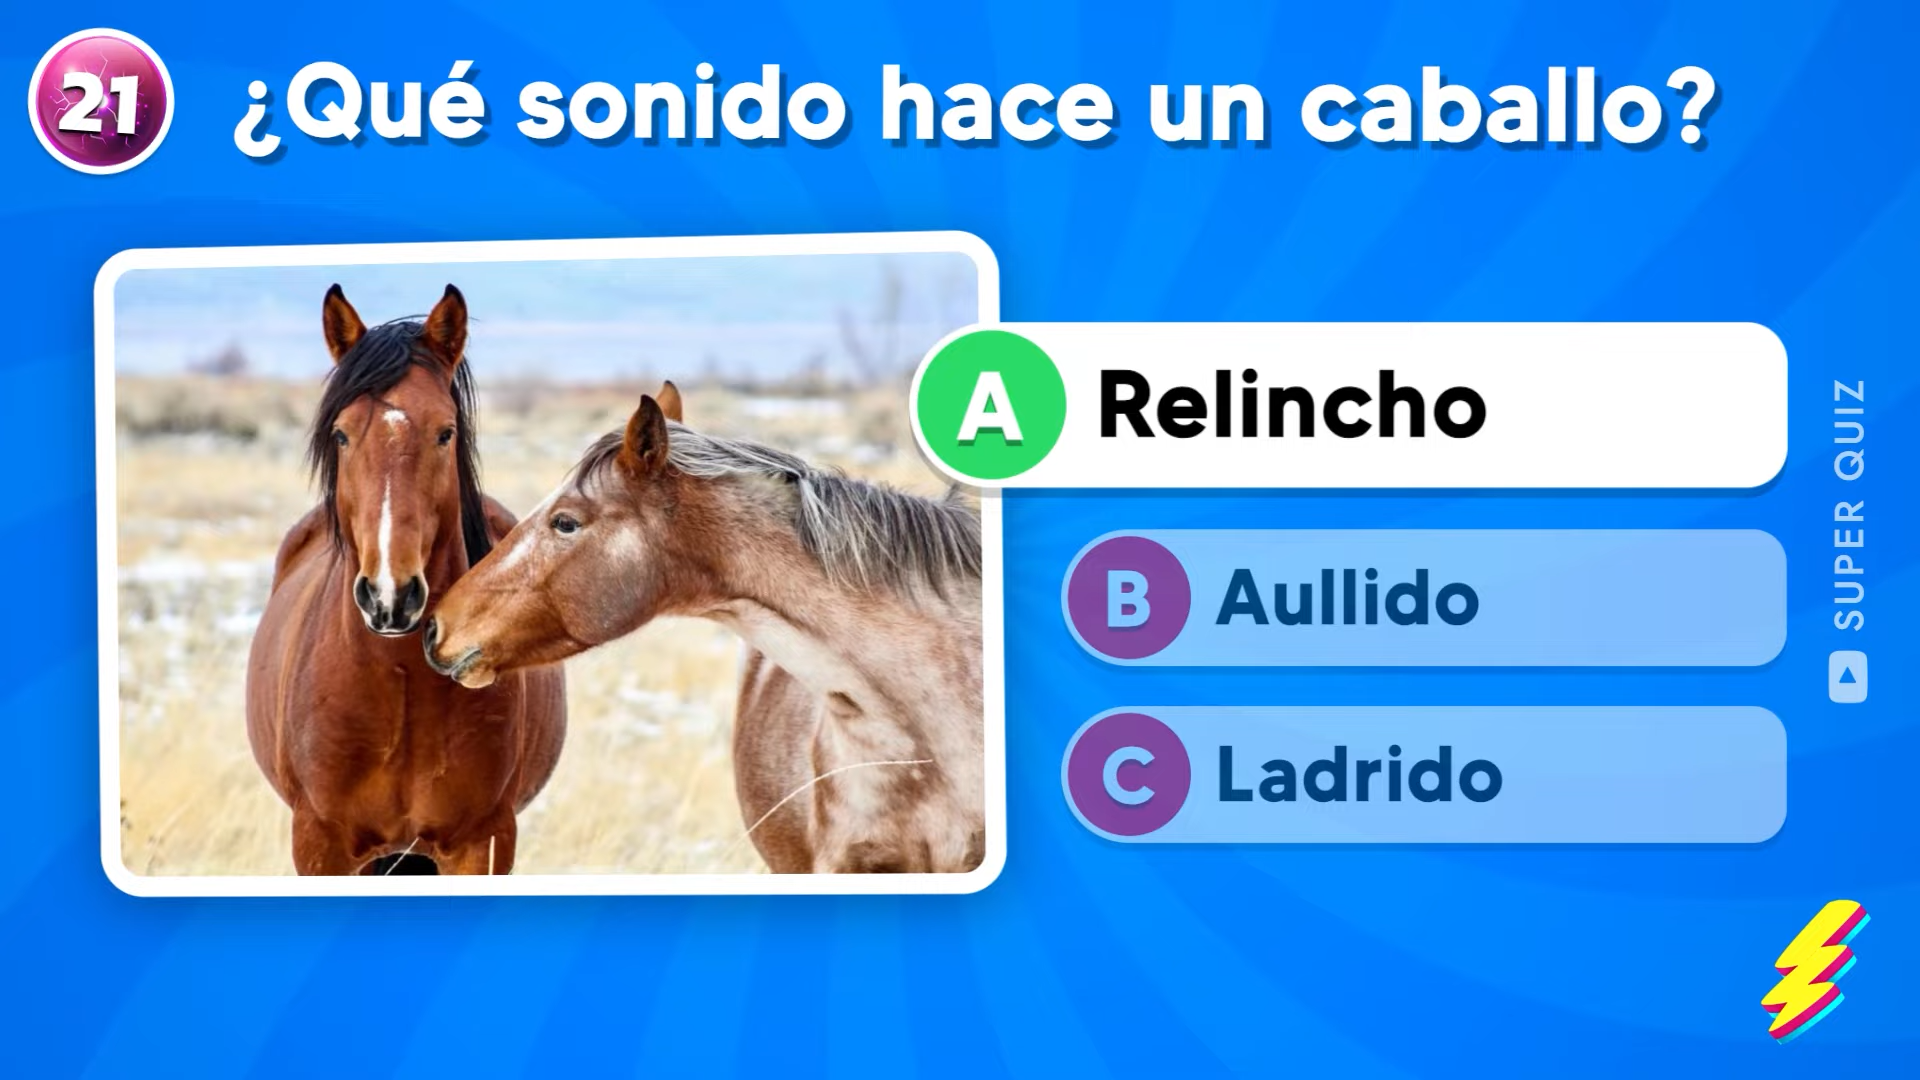 21
¿Qué sonido hace un caballo?
A Relincho
B Aullido
C Ladrido
SUPER QUIZ